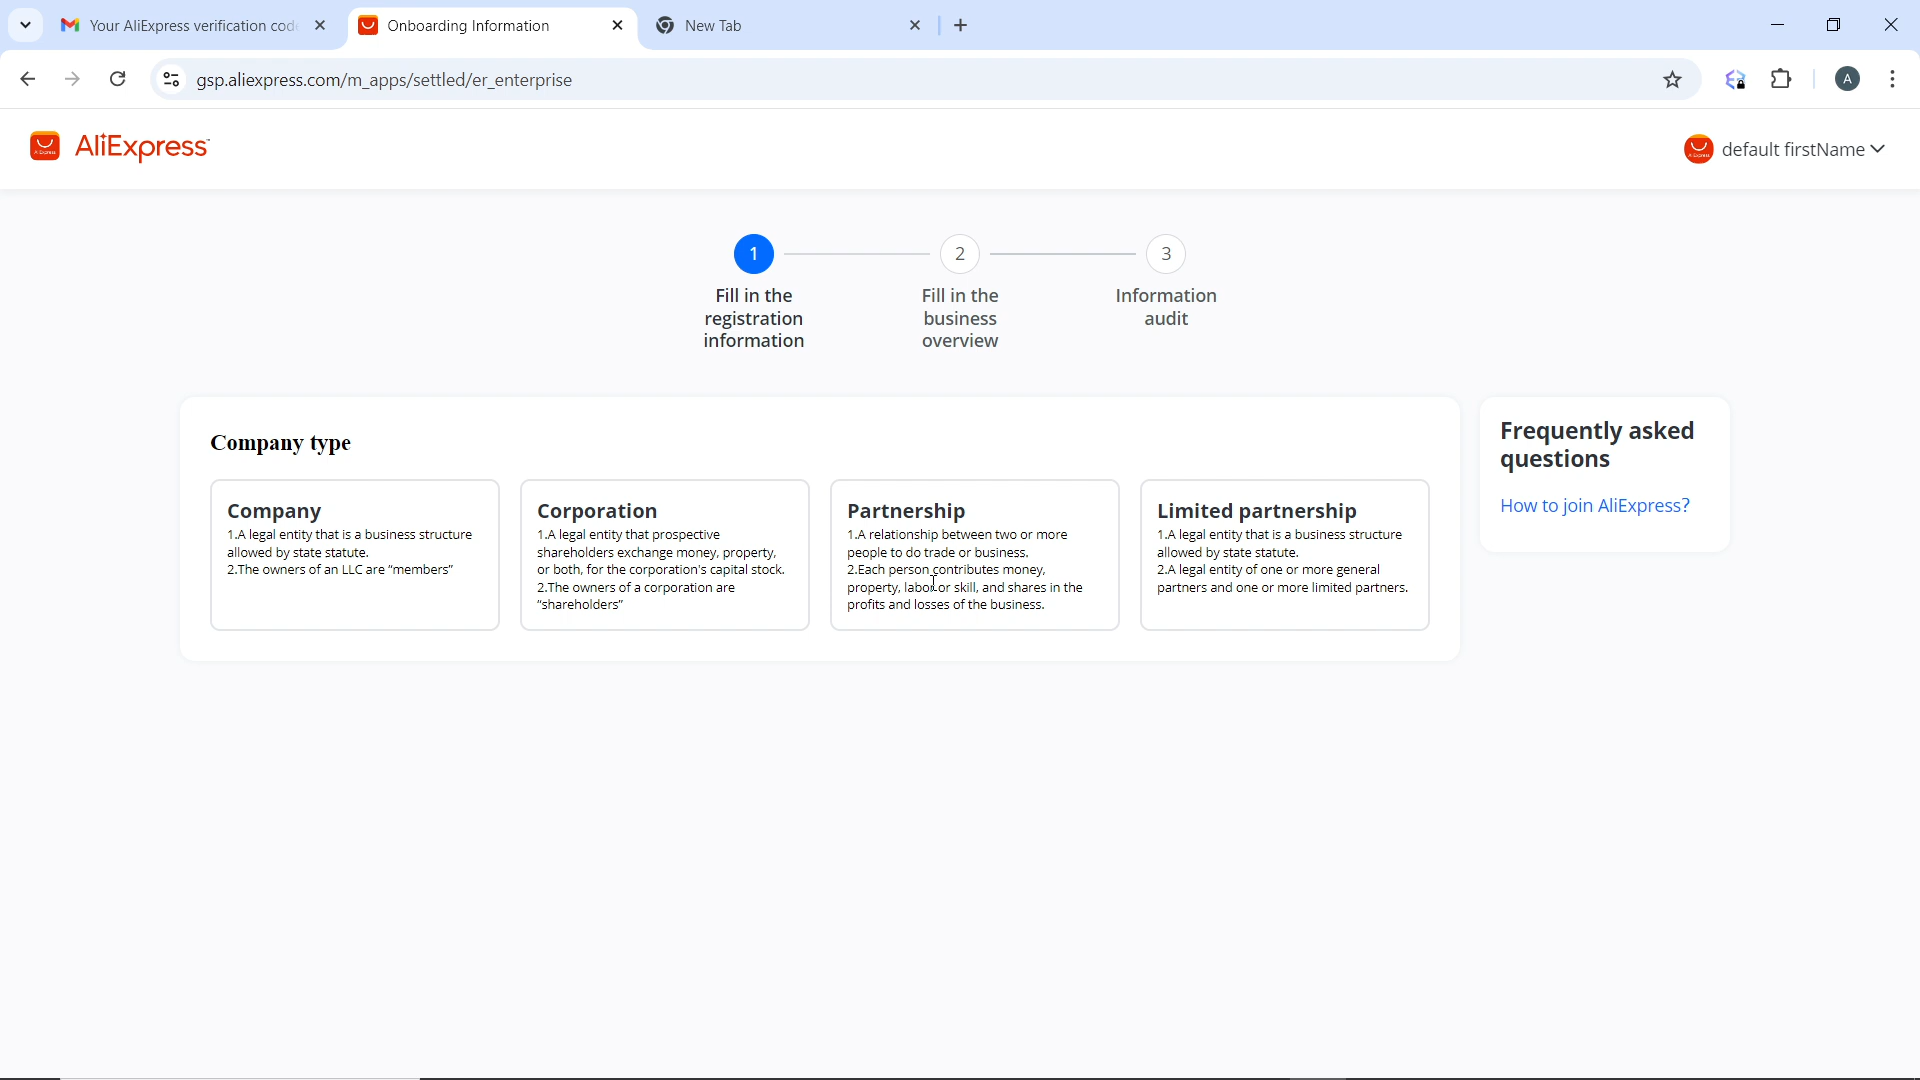 Your AliExpress verification cod
Onboarding Information
New Tab
gsp.aliexpress.com/m_apps/settled/er_enterprise
A
AliExpress
default firstName
1
2
3
Fill in the
registration
information
Fill in the
business
overview
Information
audit
Company type
Company
1.A legal entity that is a business structure
allowed by state statute.
2.The owners of an LLC are “members”
Corporation
1.A legal entity that prospective
shareholders exchange money, property,
or both, for the corporation's capital stock.
2.The owners of a corporation are
“shareholders”
Partnership
1.A relationship between two or more
people to do trade or business.
2.Each person contributes money,
property, labor or skill, and shares in the
profits and losses of the business.
Limited partnership
1.A legal entity that is a business structure
allowed by state statute.
2.A legal entity of one or more general
partners and one or more limited partners.
Frequently asked
questions
How to join AliExpress?